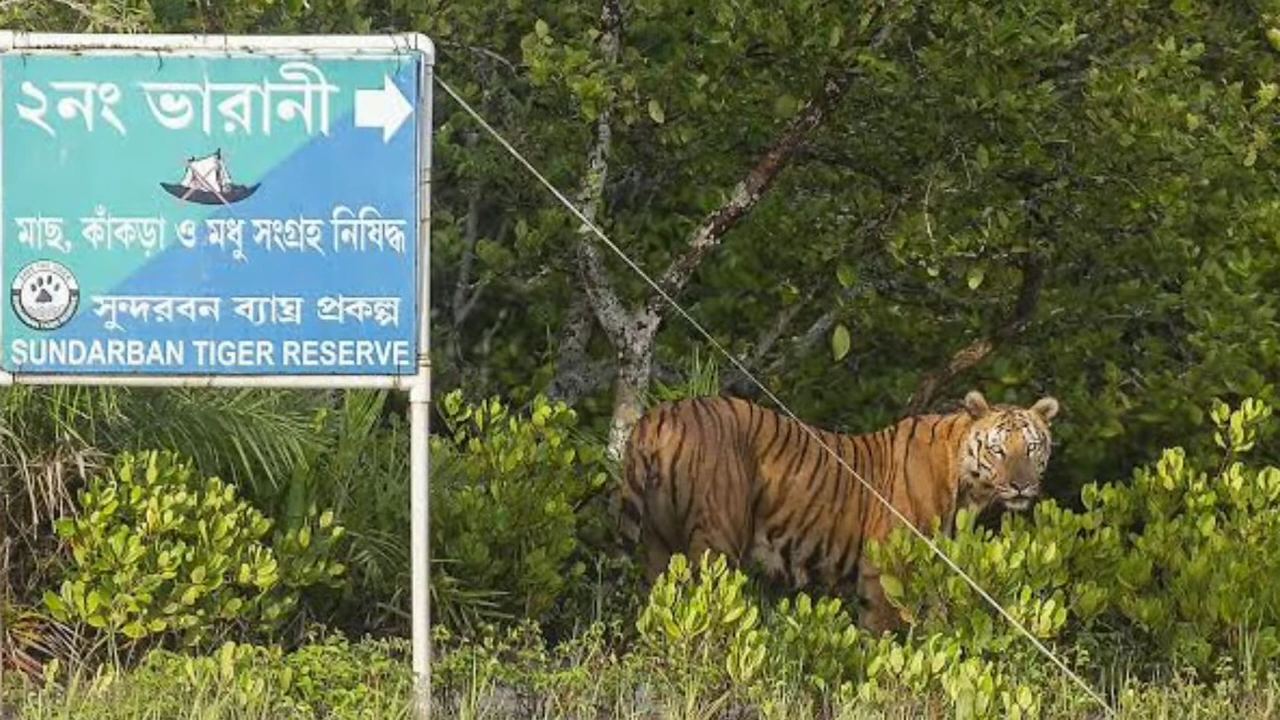 ২নং ভারানী
মাছ, কাঁকড়া ও মধু সংগ্রহ নিষিদ্ধ
সুন্দরবন ব্যাঘ্র প্রকল্প
SUNDARBAN TIGER RESERVE